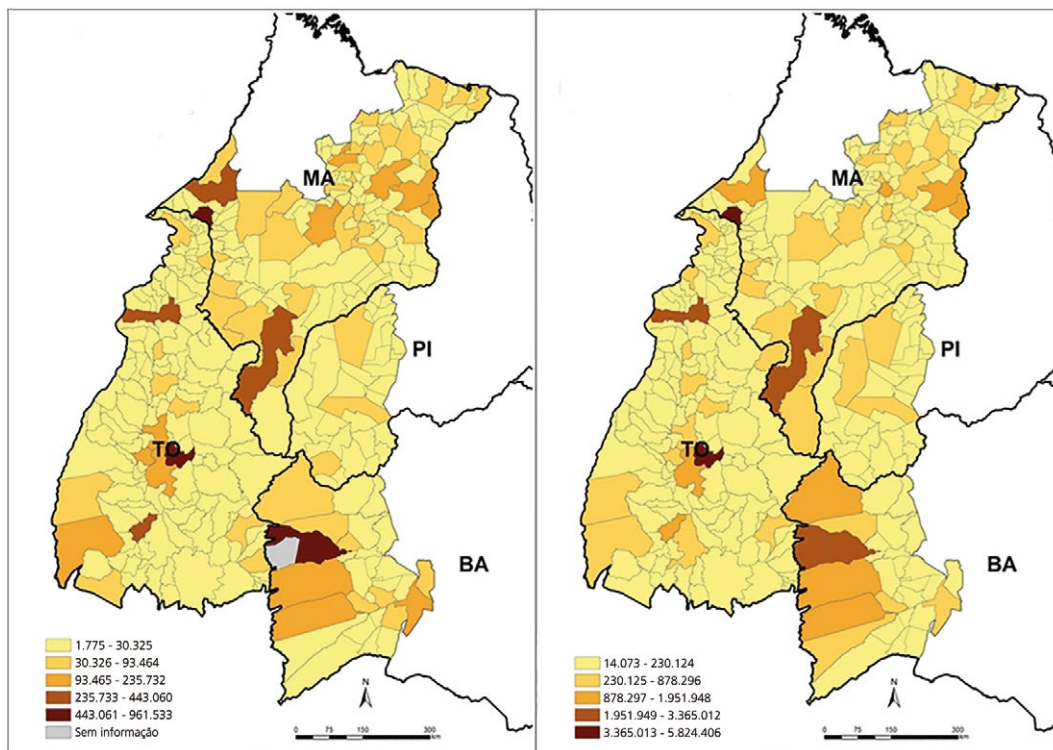 MA
PI
TO
BA
1.775 - 30.325
30.326 - 93.464
93.465 - 235.732
235.733 - 443.060
443.061 - 961.533
Sem informação
N
0 75 150 300
km
MA
PI
TO
BA
14.073 - 230.124
230.125 - 878.296
878.297 - 1.951.948
1.951.949 - 3.365.012
3.365.013 - 5.824.406
N
0 75 150 300
km